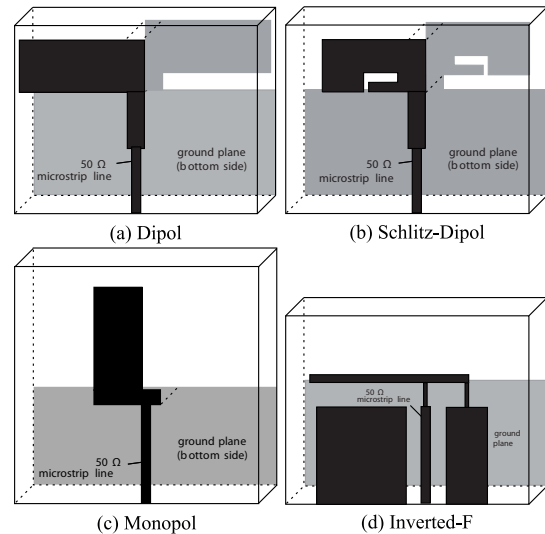 50 Ω
microstrip line
ground plane
(bottom side)
(a) Dipol
50 Ω
microstrip line
ground plane
(bottom side)
(b) Schlitz-Dipol
50 Ω
microstrip line
ground plane
(bottom side)
(c) Monopol
50 Ω
microstrip line
ground
plane
(d) Inverted-F